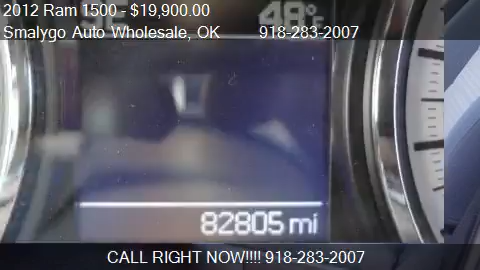 2012 Ram 1500 - $19,900.00
Smalygo Auto Wholesale, OK 918-283-2007
48°F
82805 mi
CALL RIGHT NOW!!!! 918-283-2007